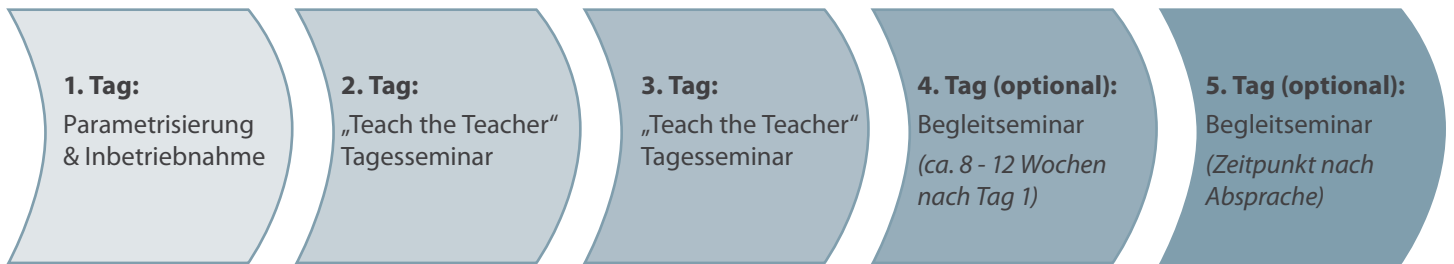 1. Tag:
Parametrisierung
& Inbetriebnahme
2. Tag:
„Teach the Teacher“
Tagesseminar
3. Tag:
„Teach the Teacher“
Tagesseminar
4. Tag (optional):
Begleitseminar
(ca. 8 - 12 Wochen
nach Tag 1)
5. Tag (optional):
Begleitseminar
(Zeitpunkt nach
Absprache)